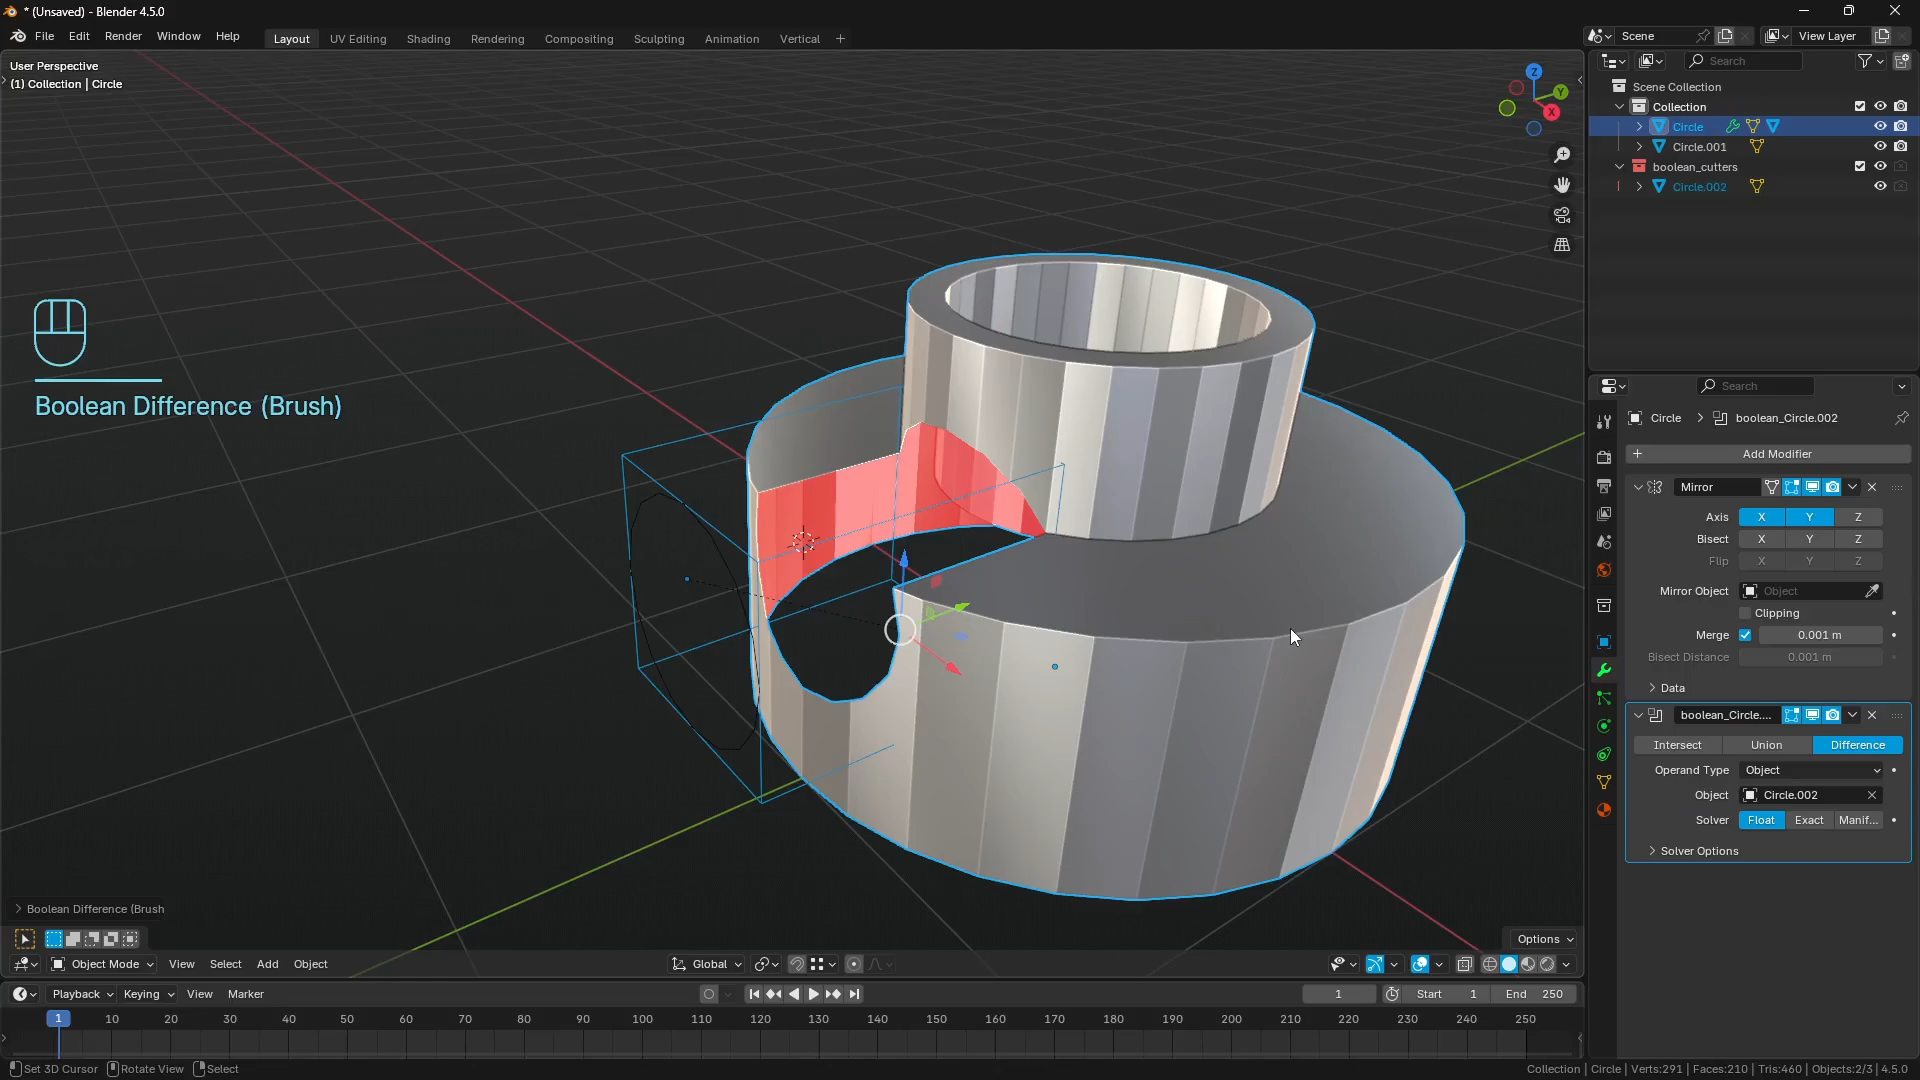 * (Unsaved) - Blender 4.5.0
File Edit Render Window Help Layout UV Editing Shading Rendering Compositing Sculpting Animation Vertical + Scene View Layer
User Perspective
(1) Collection | Circle
Z
Y
X
Boolean Difference (Brush)
Boolean Difference (Brush
Options
Object Mode View Select Add Object Global
Playback Keying View Marker 1 Start 1 End 250
1 10 20 30 40 50 60 70 80 90 100 110 120 130 140 150 160 170 180 190 200 210 220 230 240 250
Set 3D Cursor Rotate View Select Collection | Circle | Verts:291 | Faces:210 | Tris:460 | Objects:2/3 | 4.5.0
Search
Scene Collection
Collection
Circle
Circle.001
boolean_cutters
Circle.002
Search
Circle > boolean_Circle.002
+ Add Modifier
Mirror
Axis X Y Z
Bisect X Y Z
Flip X Y Z
Mirror Object Object
Clipping
Merge 0.001 m
Bisect Distance 0.001 m
Data
boolean_Circle....
Intersect Union Difference
Operand Type Object
Object Circle.002
Solver Float Exact Manif...
Solver Options